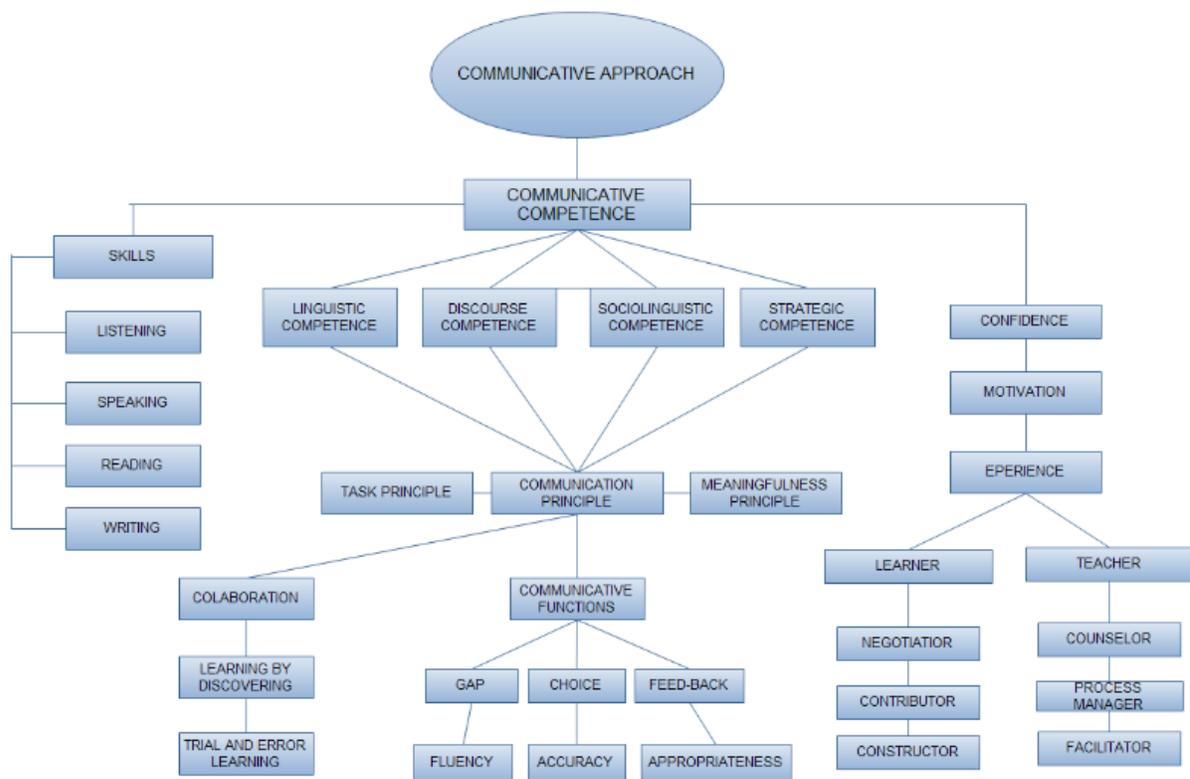 COMMUNICATIVE APPROACH
COMMUNICATIVE
COMPETENCE
SKILLS
LISTENING
SPEAKING
READING
WRITING
LINGUISTIC
COMPETENCE
DISCOURSE
COMPETENCE
SOCIOLINGUISTIC
COMPETENCE
STRATEGIC
COMPETENCE
CONFIDENCE
MOTIVATION
EPERIENCE
TASK PRINCIPLE
COMMUNICATION
PRINCIPLE
MEANINGFULNESS
PRINCIPLE
COLABORATION
LEARNING BY
DISCOVERING
TRIAL AND ERROR
LEARNING
COMMUNICATIVE
FUNCTIONS
GAP
CHOICE
FEED-BACK
FLUENCY
ACCURACY
APPROPRIATENESS
LEARNER
NEGOTIATIOR
CONTRIBUTOR
CONSTRUCTOR
TEACHER
COUNSELOR
PROCESS
MANAGER
FACILITATOR